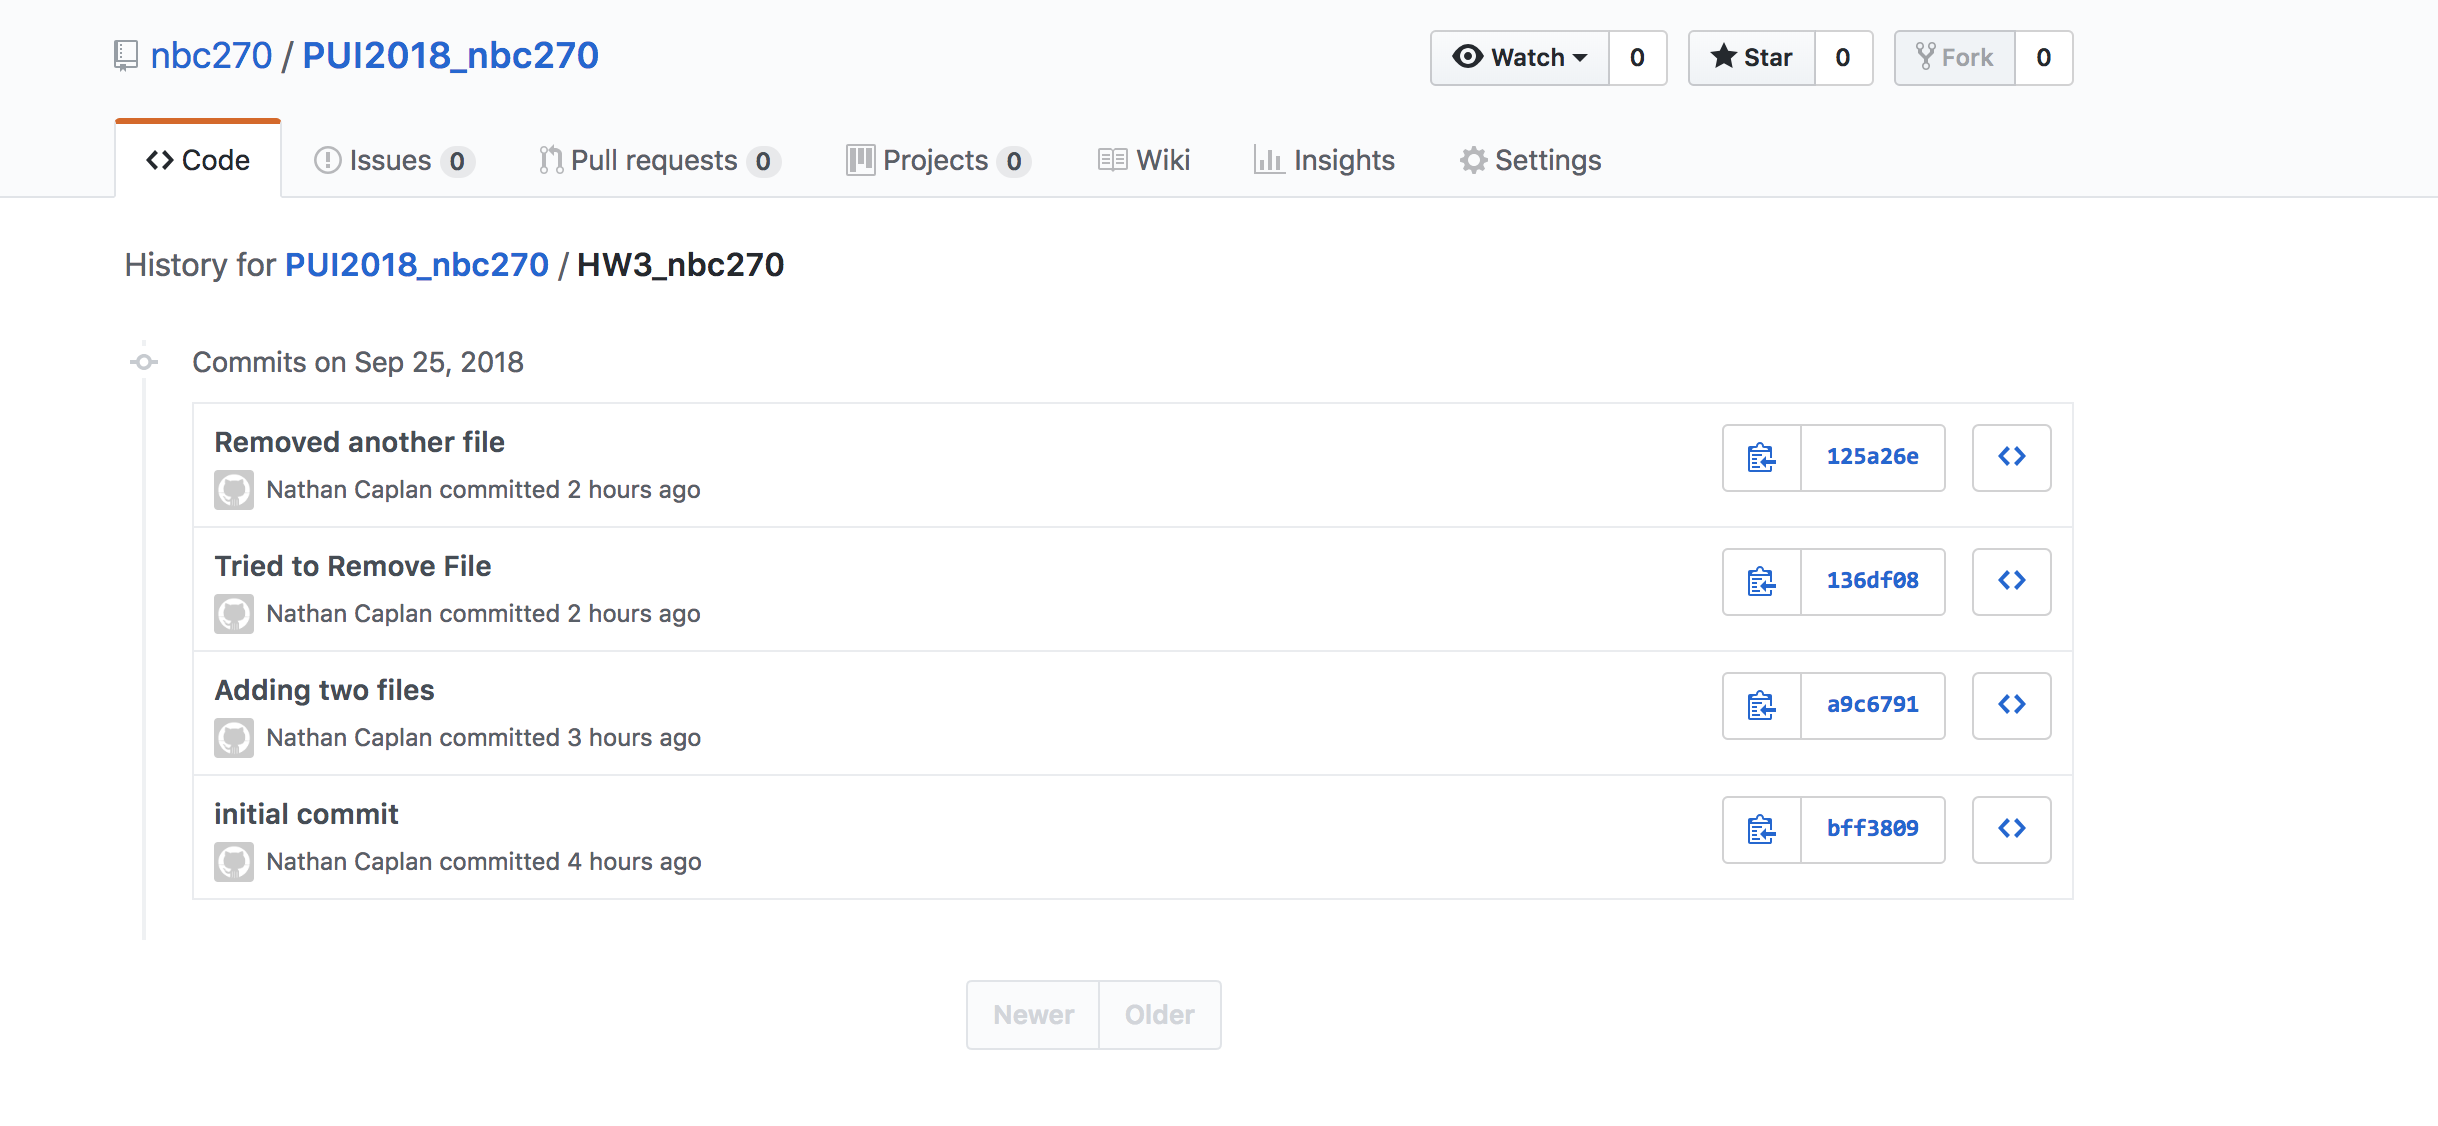 nbc270 / PUI2018_nbc270 Watch 0 Star 0 Fork 0
Code Issues 0 Pull requests 0 Projects 0 Wiki Insights Settings
History for PUI2018_nbc270 / HW3_nbc270
Commits on Sep 25, 2018
Removed another file
Nathan Caplan committed 2 hours ago
125a26e
Tried to Remove File
Nathan Caplan committed 2 hours ago
136df08
Adding two files
Nathan Caplan committed 3 hours ago
a9c6791
initial commit
Nathan Caplan committed 4 hours ago
bff3809
Newer Older